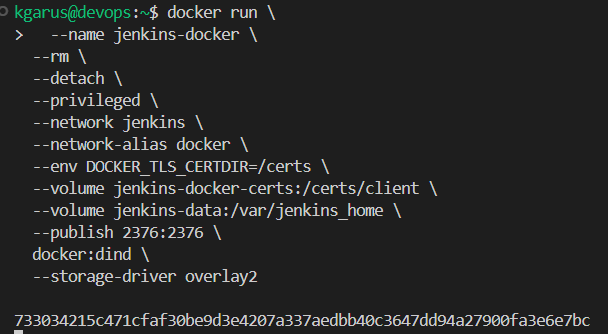 kgarus@devops:~$ docker run \
>   --name jenkins-docker \
  --rm \
  --detach \
  --privileged \
  --network jenkins \
  --network-alias docker \
  --env DOCKER_TLS_CERTDIR=/certs \
  --volume jenkins-docker-certs:/certs/client \
  --volume jenkins-data:/var/jenkins_home \
  --publish 2376:2376 \
  docker:dind \
  --storage-driver overlay2

733034215c471cfaf30be9d3e4207a337aedbb40c3647dd94a27900fa3e6e7bc